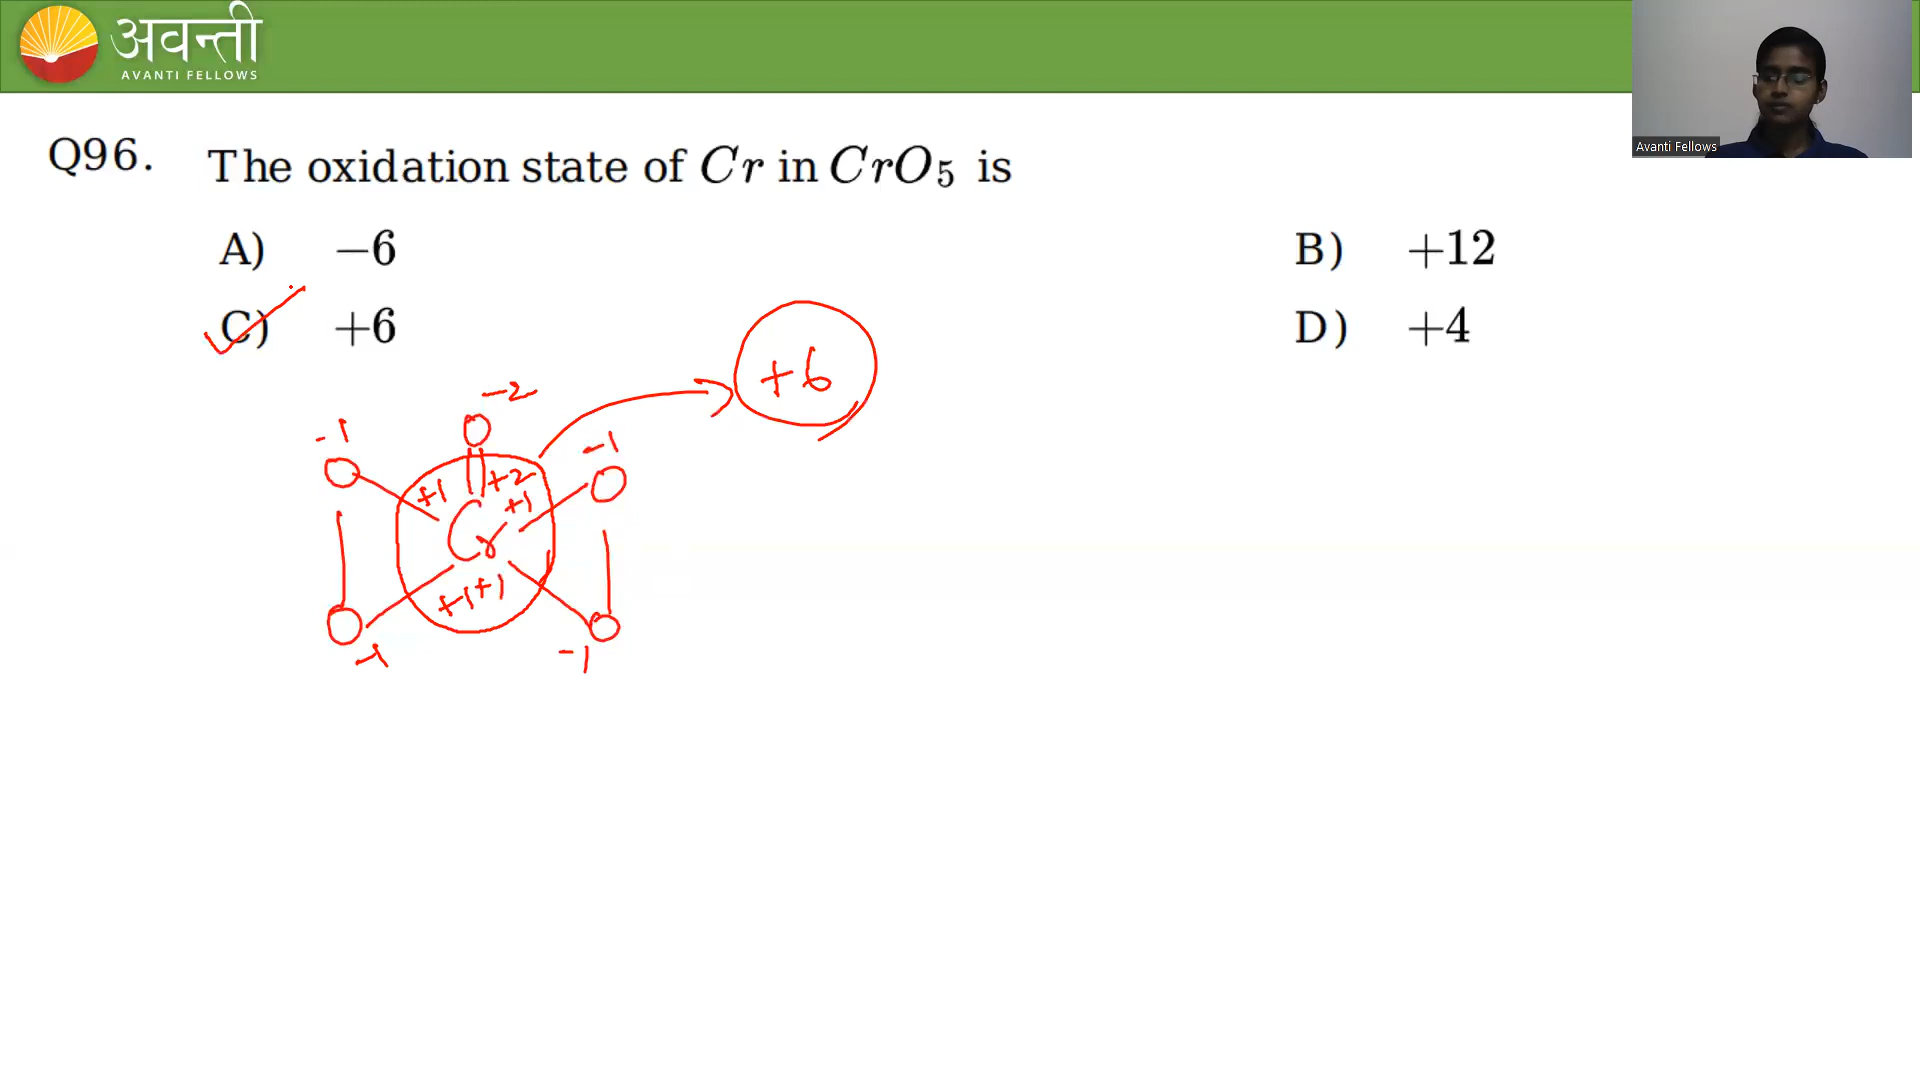 अवन्ती
AVANTI FELLOWS
Avanti Fellows
Q96. The oxidation state of Cr in CrO₅ is
A) −6
B) +12
C) +6
D) +4
+6
-2
-1
O
-1
O
O
+1
+2
+1
Cr
+1
+1
O
O
-1
-1